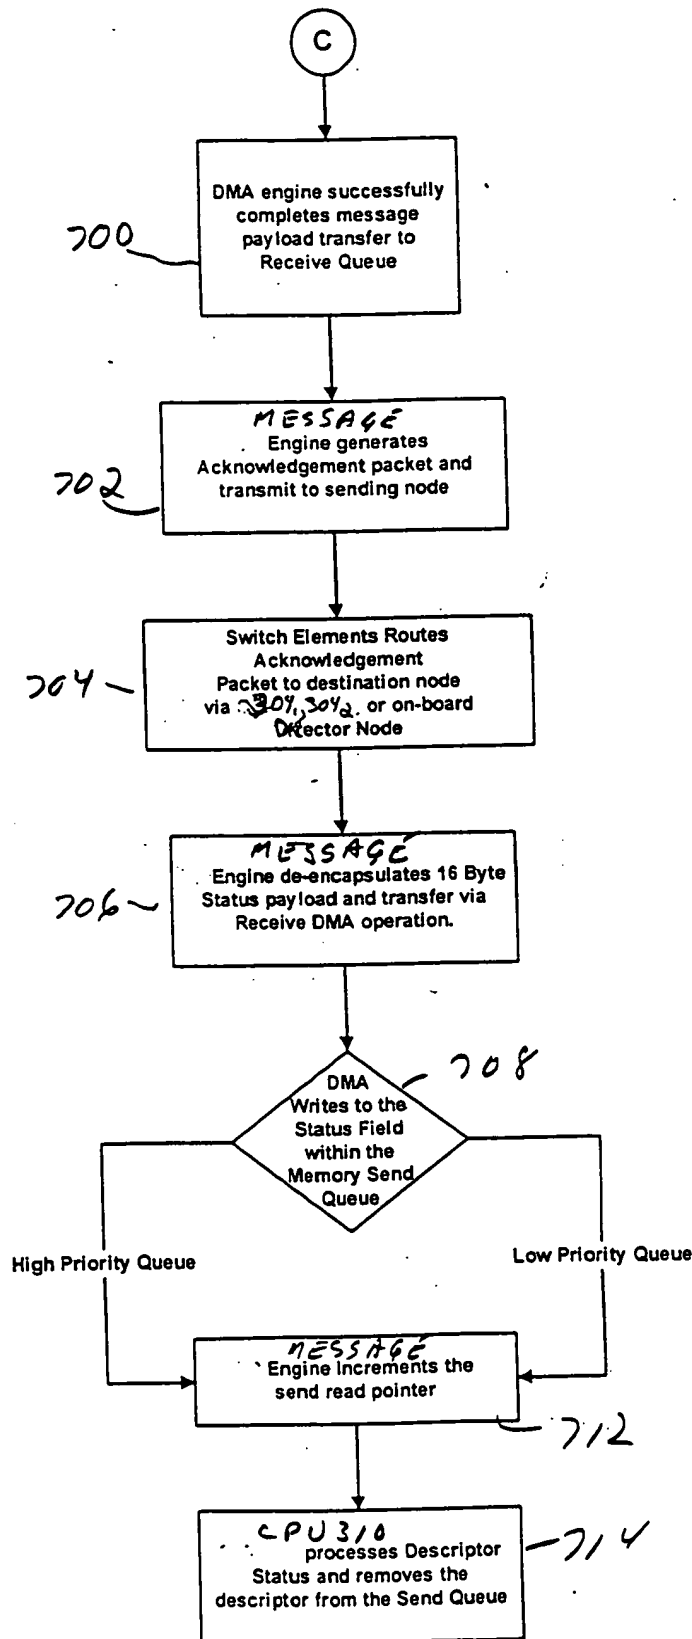 C
DMA engine successfully
completes message
payload transfer to
Receive Queue
700
MESSAGE
Engine generates
Acknowledgement packet and
transmit to sending node
702
Switch Elements Routes
Acknowledgement
Packet to destination node
via 304₁, 304₂ or on-board
Director Node
704
MESSAGE
Engine de-encapsulates 16 Byte
Status payload and transfer via
Receive DMA operation.
706
708
DMA
Writes to the
Status Field
within the
Memory Send
Queue
High Priority Queue
Low Priority Queue
MESSAGE
Engine Increments the
send read pointer
712
CPU 310
processes Descriptor
Status and removes the
descriptor from the Send Queue
714